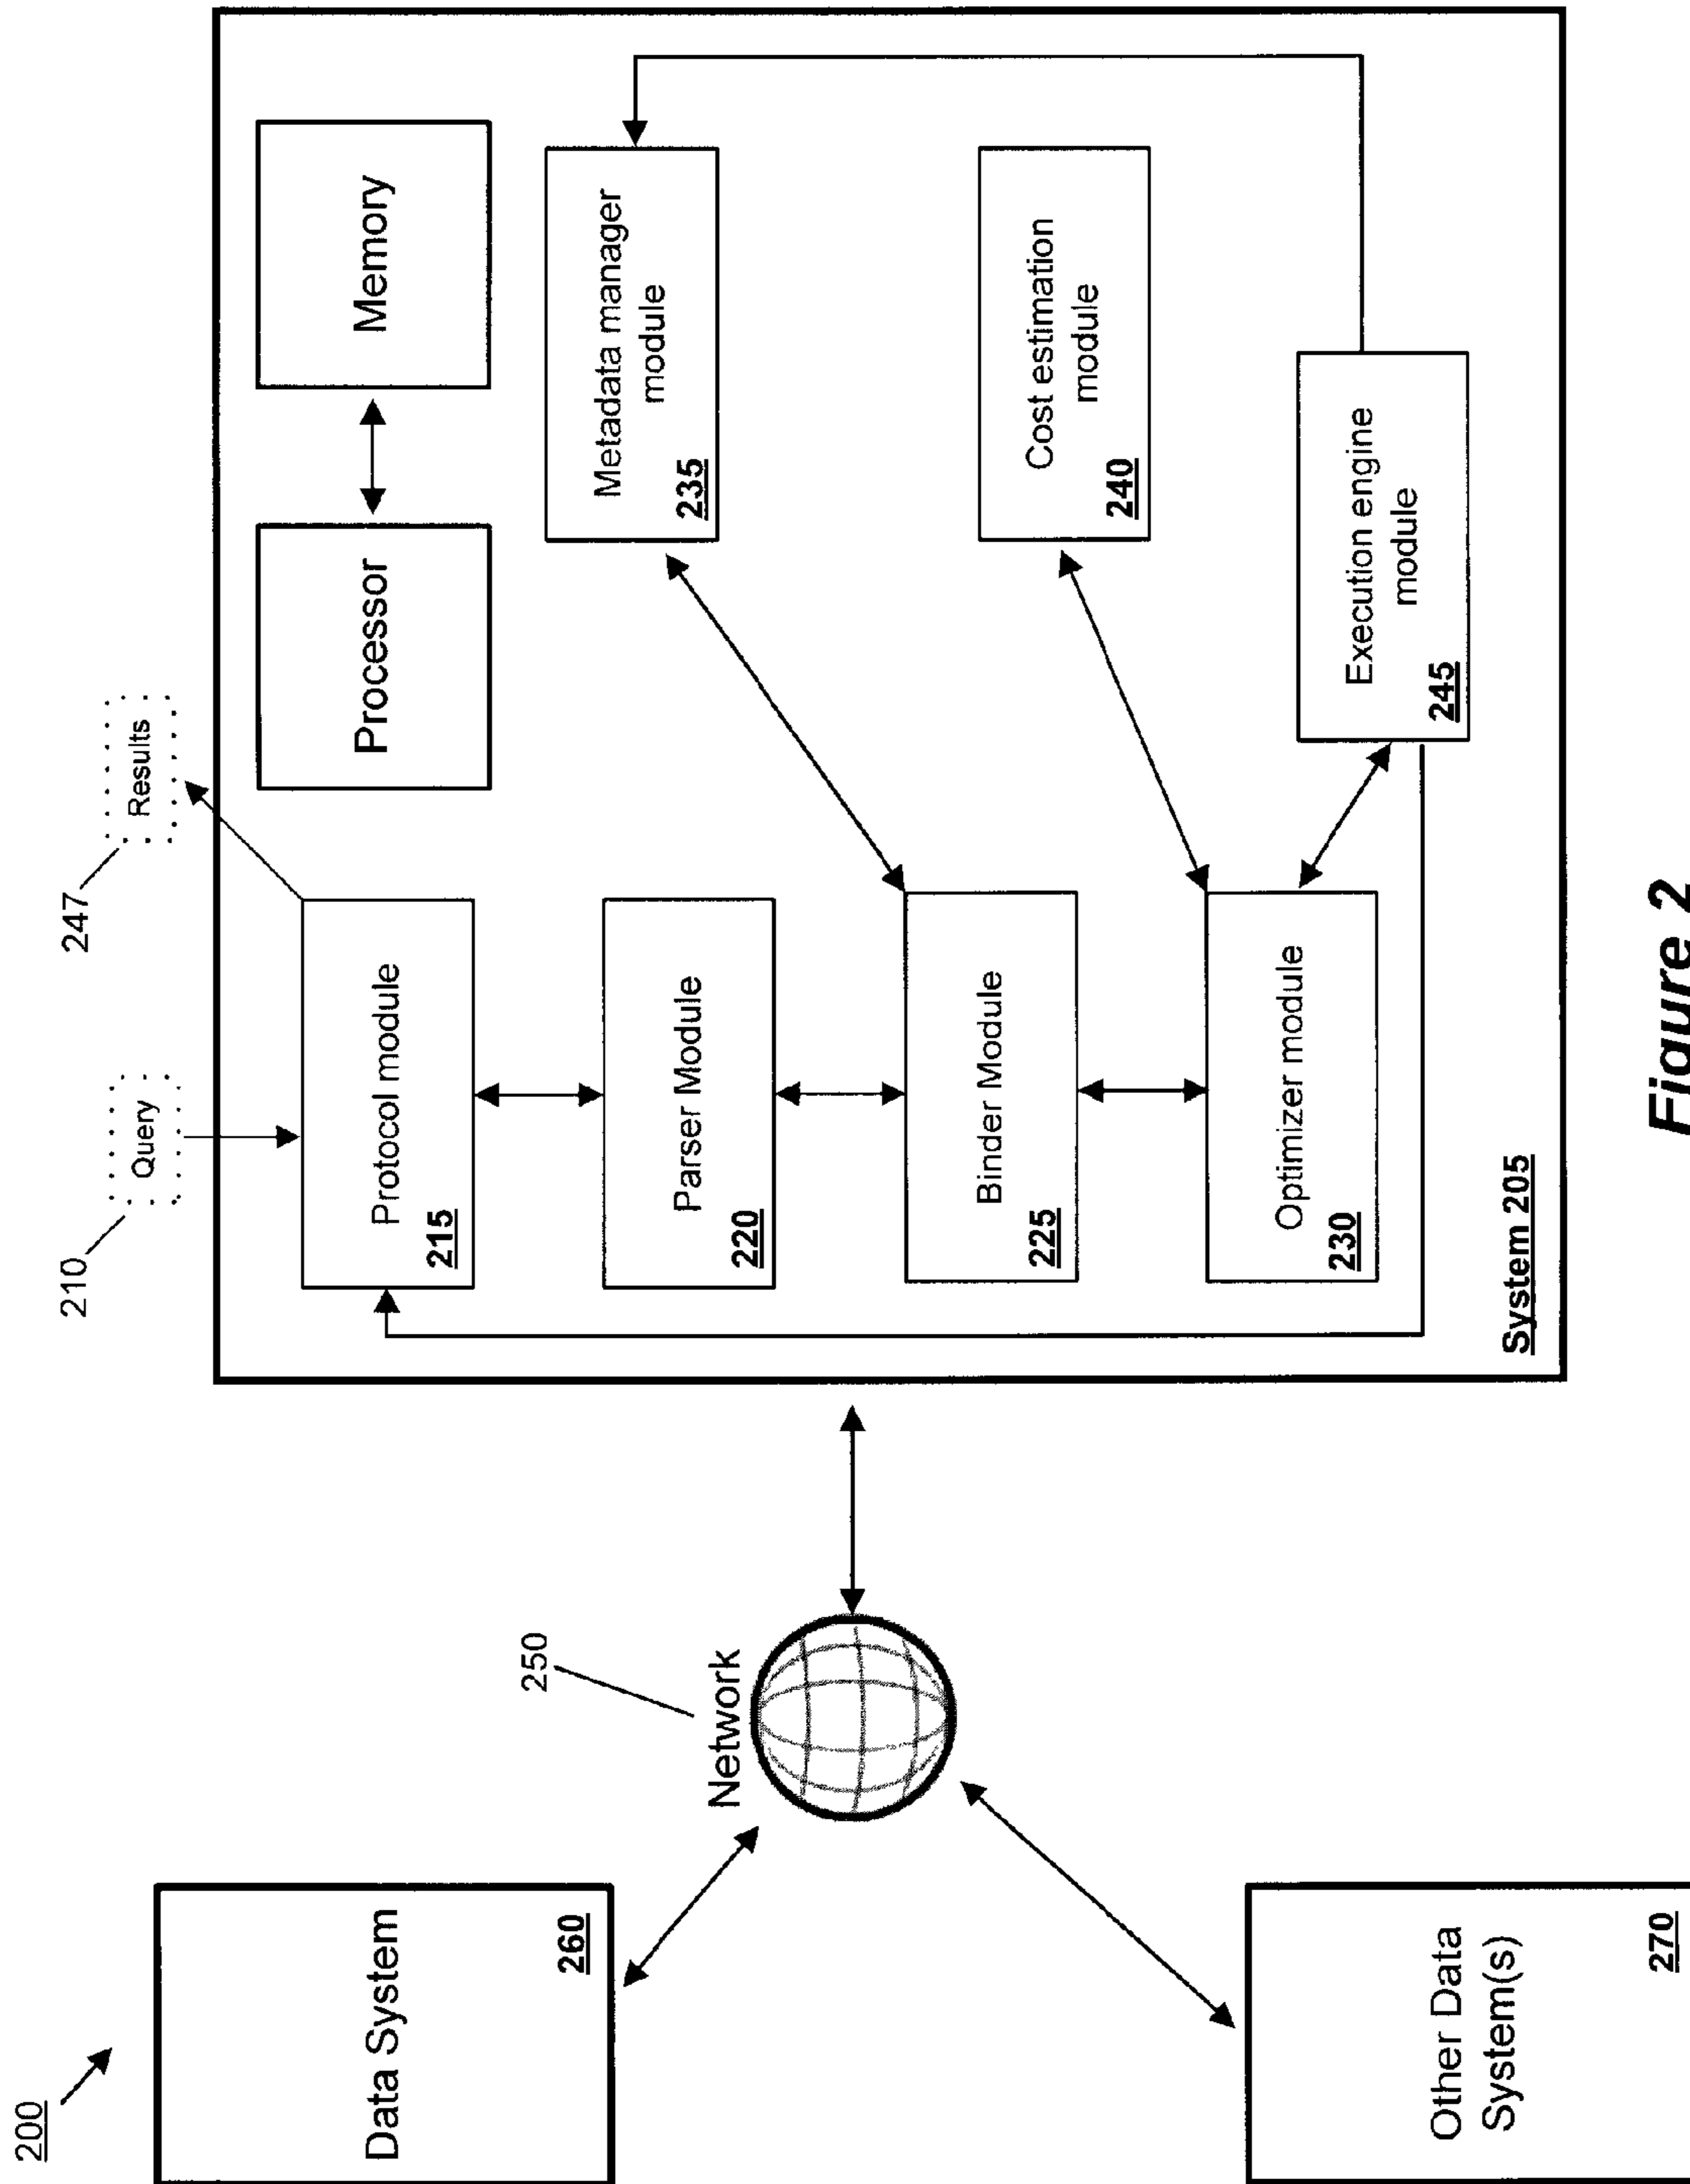 200
Data System
260
Other Data
System(s)
270
Network
250
210
Query
247
Results
Protocol module
215
Parser Module
220
Binder Module
225
Optimizer module
230
Processor
Memory
Metadata manager
module
235
Cost estimation
module
240
Execution engine
module
245
System 205
Figure 2